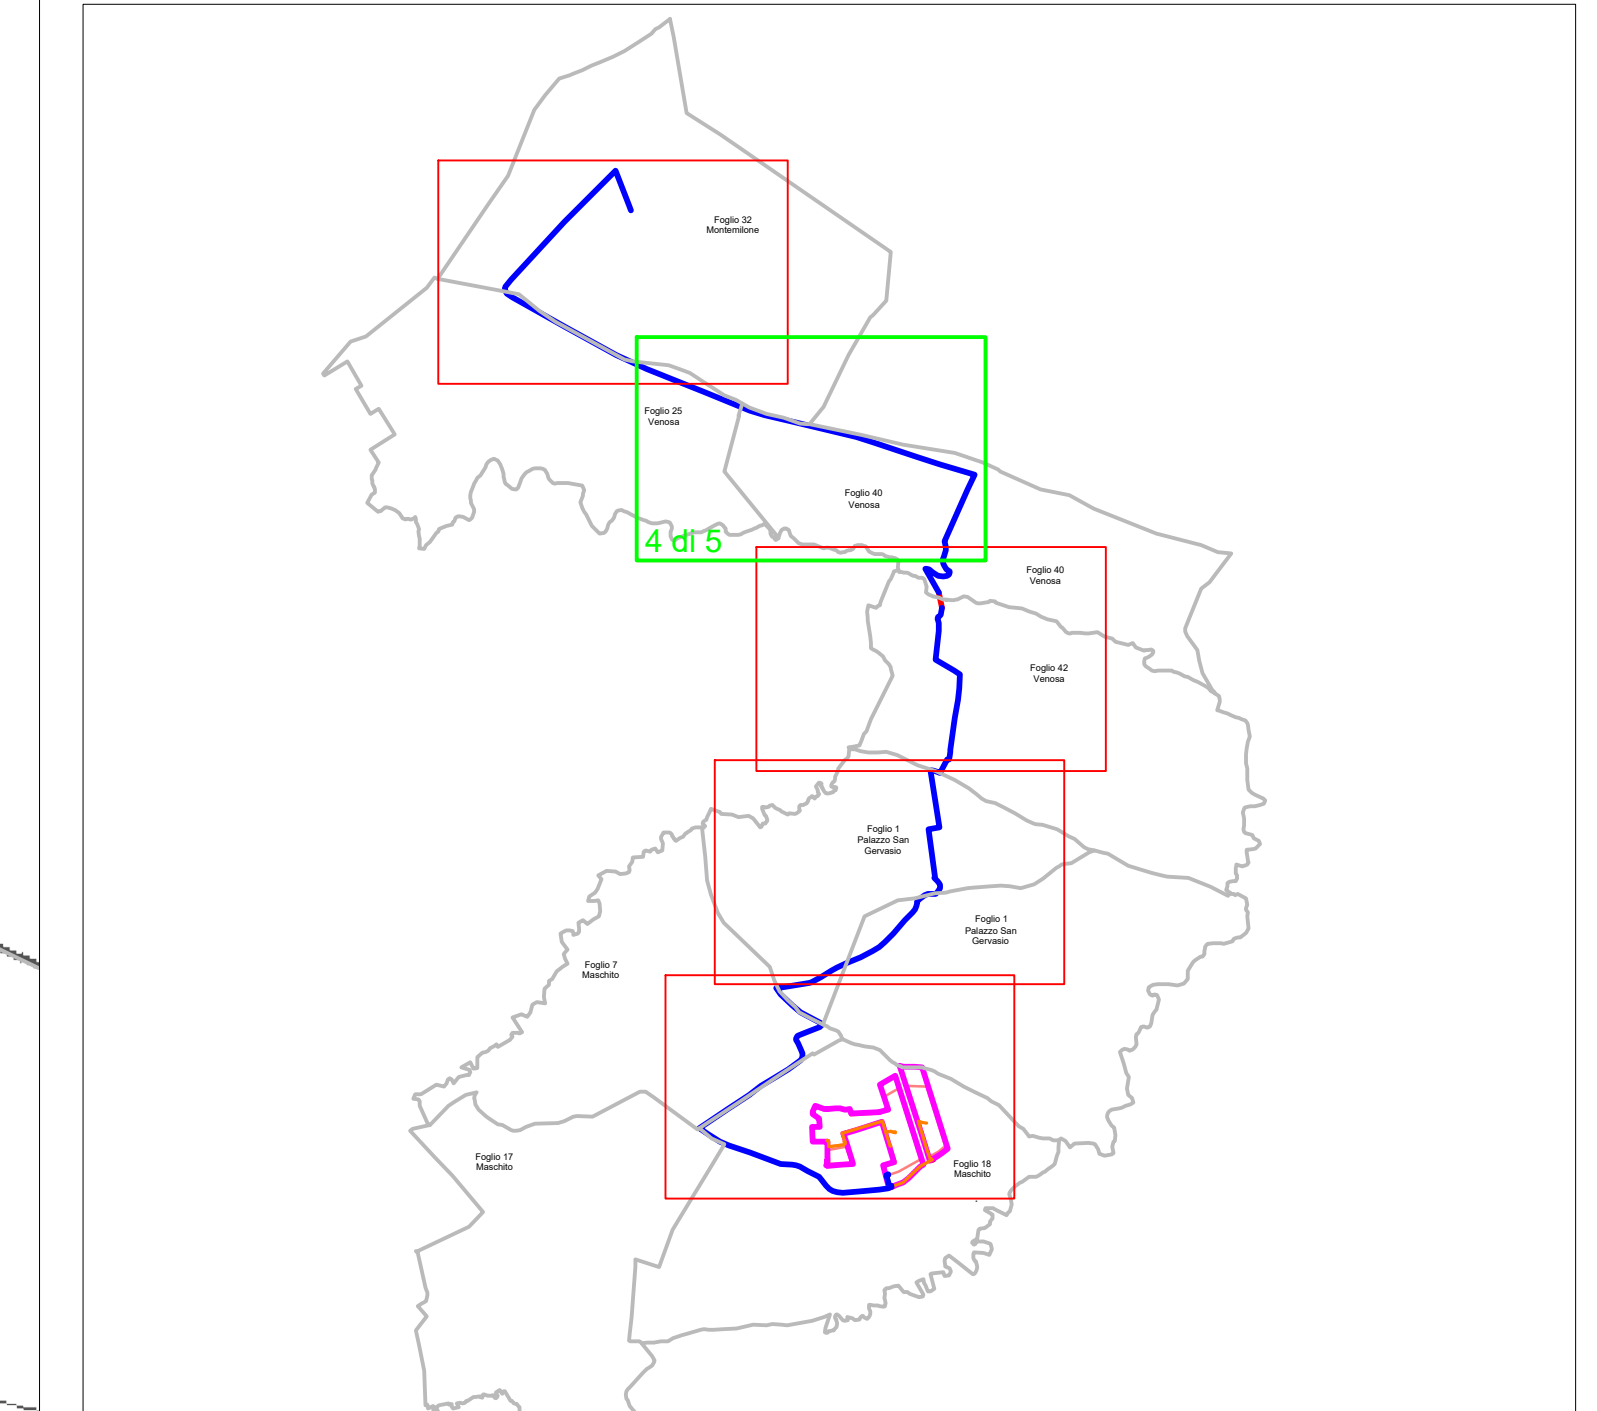 Foglio 32
Montemilone
Foglio 25
Venosa
Foglio 40
Venosa
4 di 5
Foglio 40
Venosa
Foglio 42
Venosa
Foglio 1
Palazzo San
Gervasio
Foglio 1
Palazzo San
Gervasio
Foglio 7
Maschito
Foglio 17
Maschito
Foglio 18
Maschito